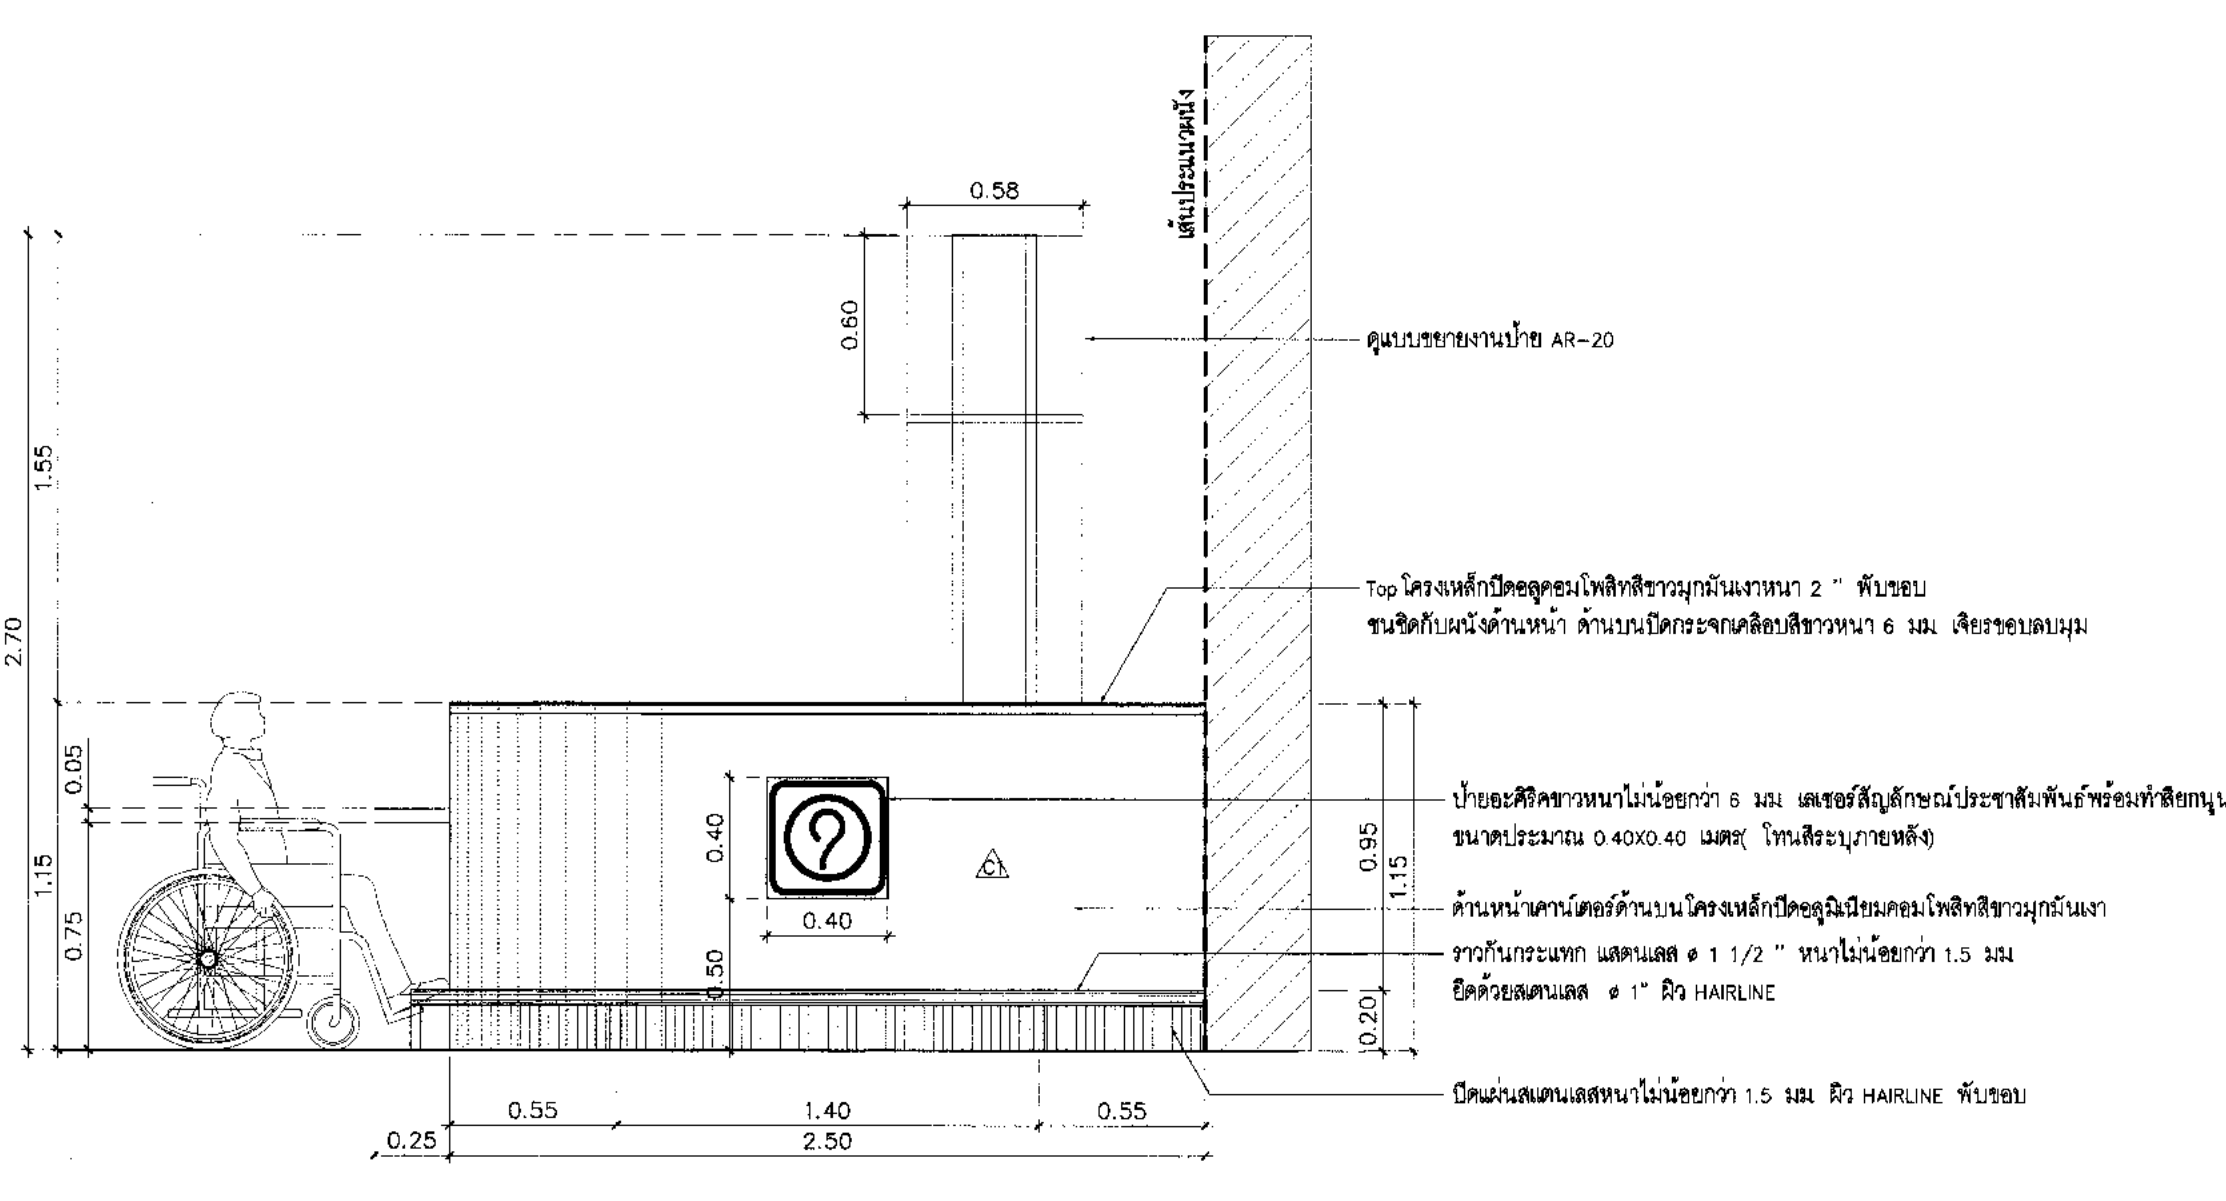 เส้นประแนวผนัง
0.58
0.60
ดูแบบขยายงานป้าย AR-20
1.55
2.70
Top โครงเหล็กปิดอลูคอมโพสิทสีขาวมุกมันเงาหนา 2 " พับขอบ
ชนชิดกับผนังด้านหน้า ด้านบนปิดกระจกเคลือบสีขาวหนา 6 มม เจียรขอบลบมุม
0.05
1.15
0.75
0.40
0.40
0.50
C1
0.95
1.15
0.20
ป้ายอะคิริคขาวหนาไม่น้อยกว่า 6 มม เลเซอร์สัญลักษณ์ประชาสัมพันธ์พร้อมทำสียกนูน
ขนาดประมาณ 0.40X0.40 เมตร( โทนสีระบุภายหลัง)
ด้านหน้าเคาน์เตอร์ด้านบนโครงเหล็กปิดอลูมิเนียมคอมโพสิทสีขาวมุกมันเงา
ราวกันกระแทก แสตนเลส ø 1 1/2 " หนาไม่น้อยกว่า 1.5 มม
ยึดด้วยสเตนเลส ø 1" ผิว HAIRLINE
ปิดแผ่นสแตนเลสหนาไม่น้อยกว่า 1.5 มม ผิว HAIRLINE พับขอบ
0.55
1.40
0.55
0.25
2.50